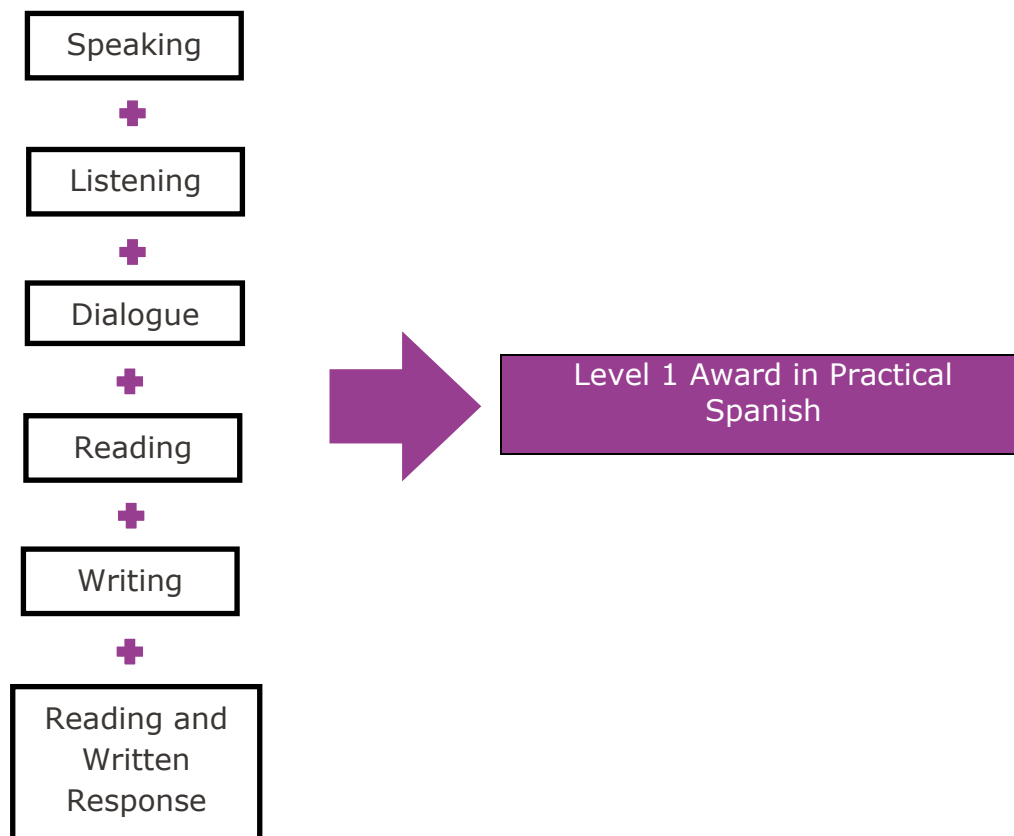 Speaking
Listening
Dialogue
Reading
Writing
Reading and
Written
Response
Level 1 Award in Practical
Spanish